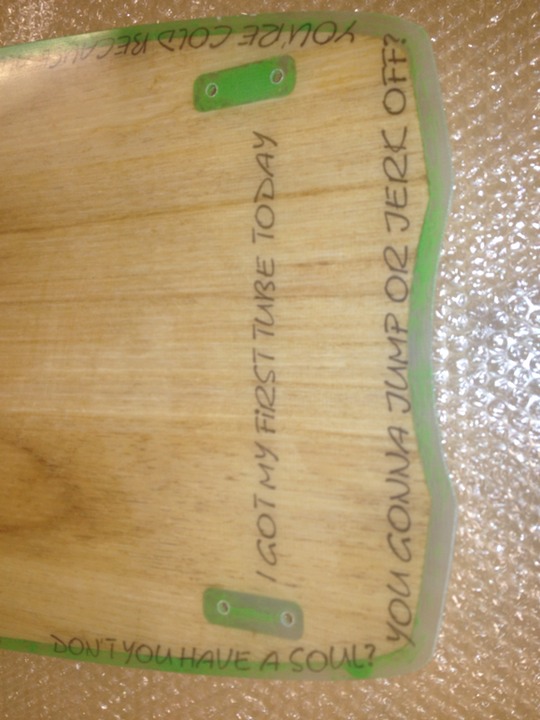 YOU'RE COLD BECAUSE
I GOT MY FIRST TUBE TODAY
YOU GONNA JUMP OR JERK OFF?
DON'T YOU HAVE A SOUL?